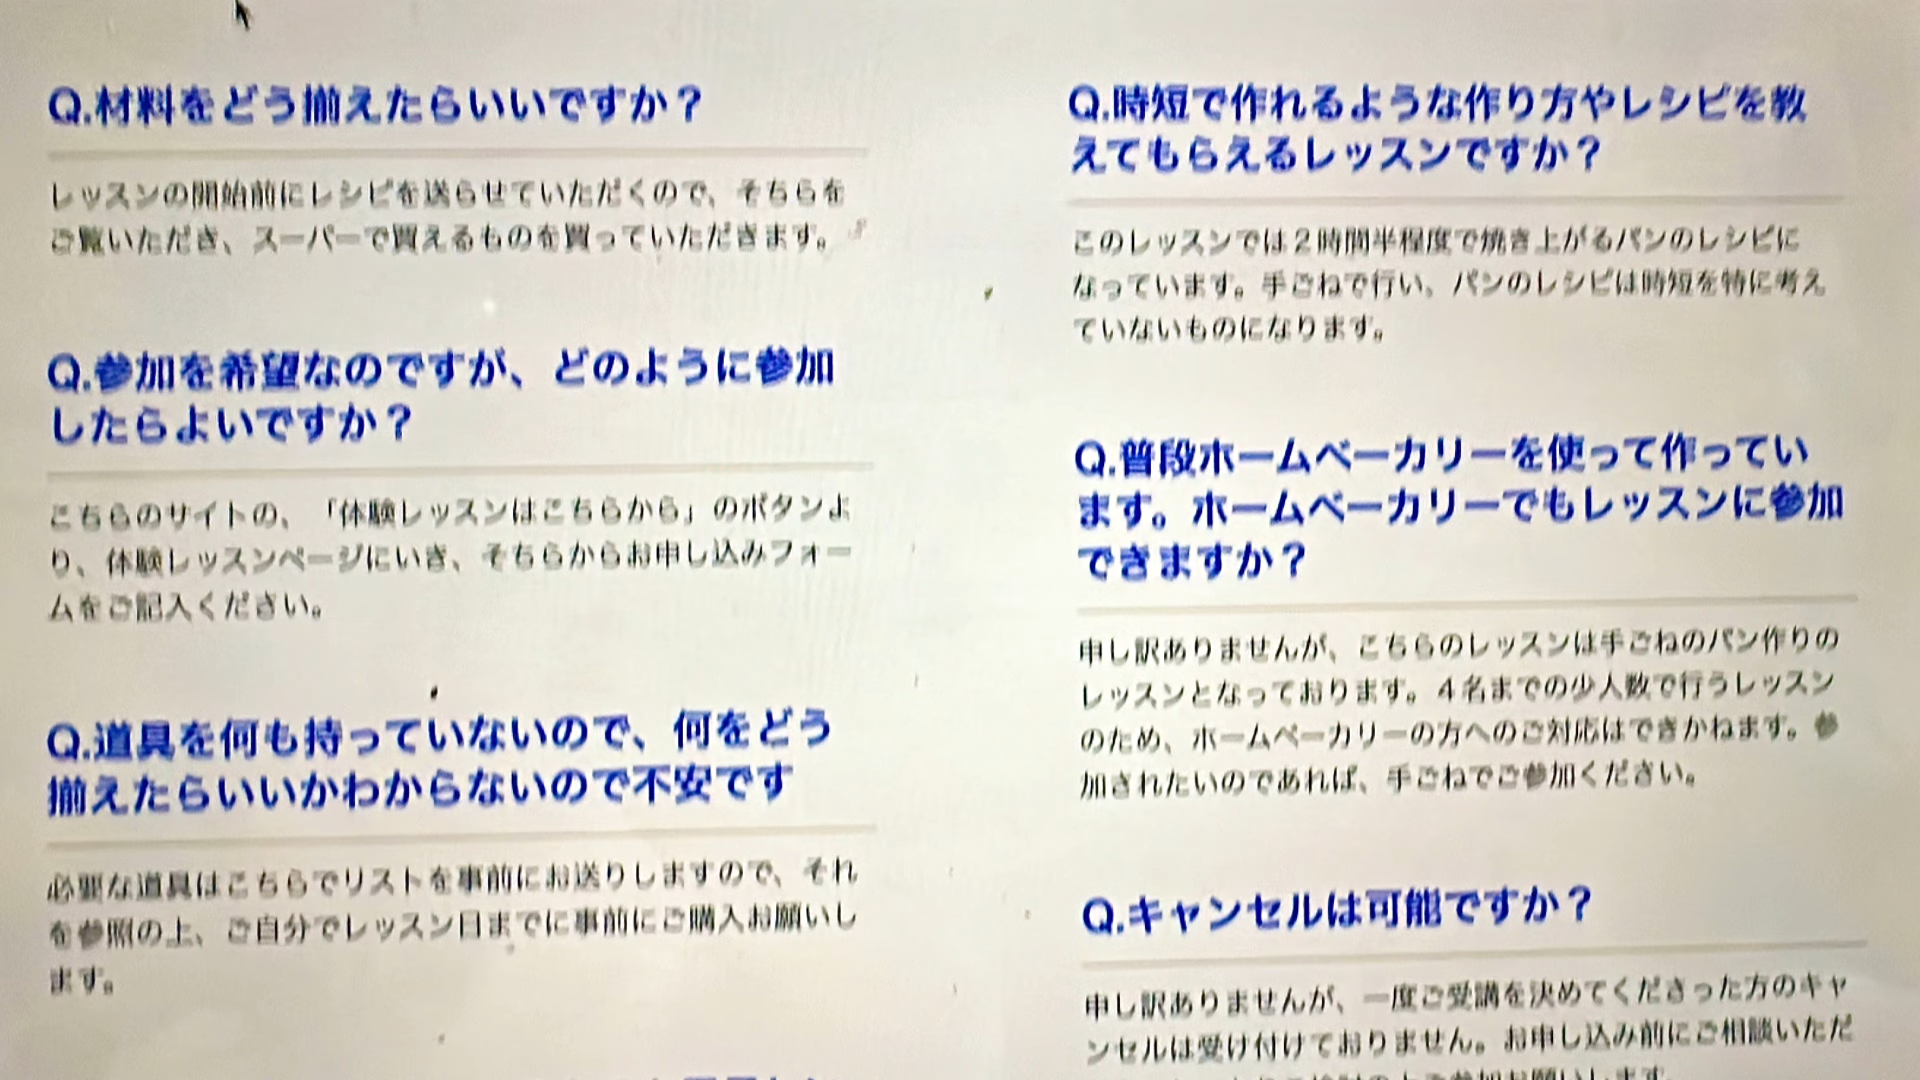 Q.材料をどう揃えたらいいですか？
レッスンの開始前にレシピを送らせていただくので、そちらを
ご覧いただき、スーパーで買えるものを買っていただきます。
Q.参加を希望なのですが、どのように参加
したらよいですか？
こちらのサイトの、「体験レッスンはこちらから」のボタンよ
り、体験レッスンページにいき、そちらからお申し込みフォー
ムをご記入ください。
Q.道具を何も持っていないので、何をどう
揃えたらいいかわからないので不安です
必要な道具はこちらでリストを事前にお送りしますので、それ
を参照の上、ご自分でレッスン日までに事前にご購入お願いし
ます。
Q.時短で作れるような作り方やレシピを教
えてもらえるレッスンですか？
このレッスンでは２時間半程度で焼き上がるパンのレシピに
なっています。手ごねで行い、パンのレシピは時短を特に考え
ていないものになります。
Q.普段ホームベーカリーを使って作ってい
ます。ホームベーカリーでもレッスンに参加
できますか？
申し訳ありませんが、こちらのレッスンは手ごねのパン作りの
レッスンとなっております。４名までの少人数で行うレッスン
のため、ホームベーカリーの方へのご対応はできかねます。参
加されたいのであれば、手ごねでご参加ください。
Q.キャンセルは可能ですか？
申し訳ありませんが、一度ご受講を決めてくださった方のキャ
ンセルは受け付けておりません。お申し込み前にご相談いただ